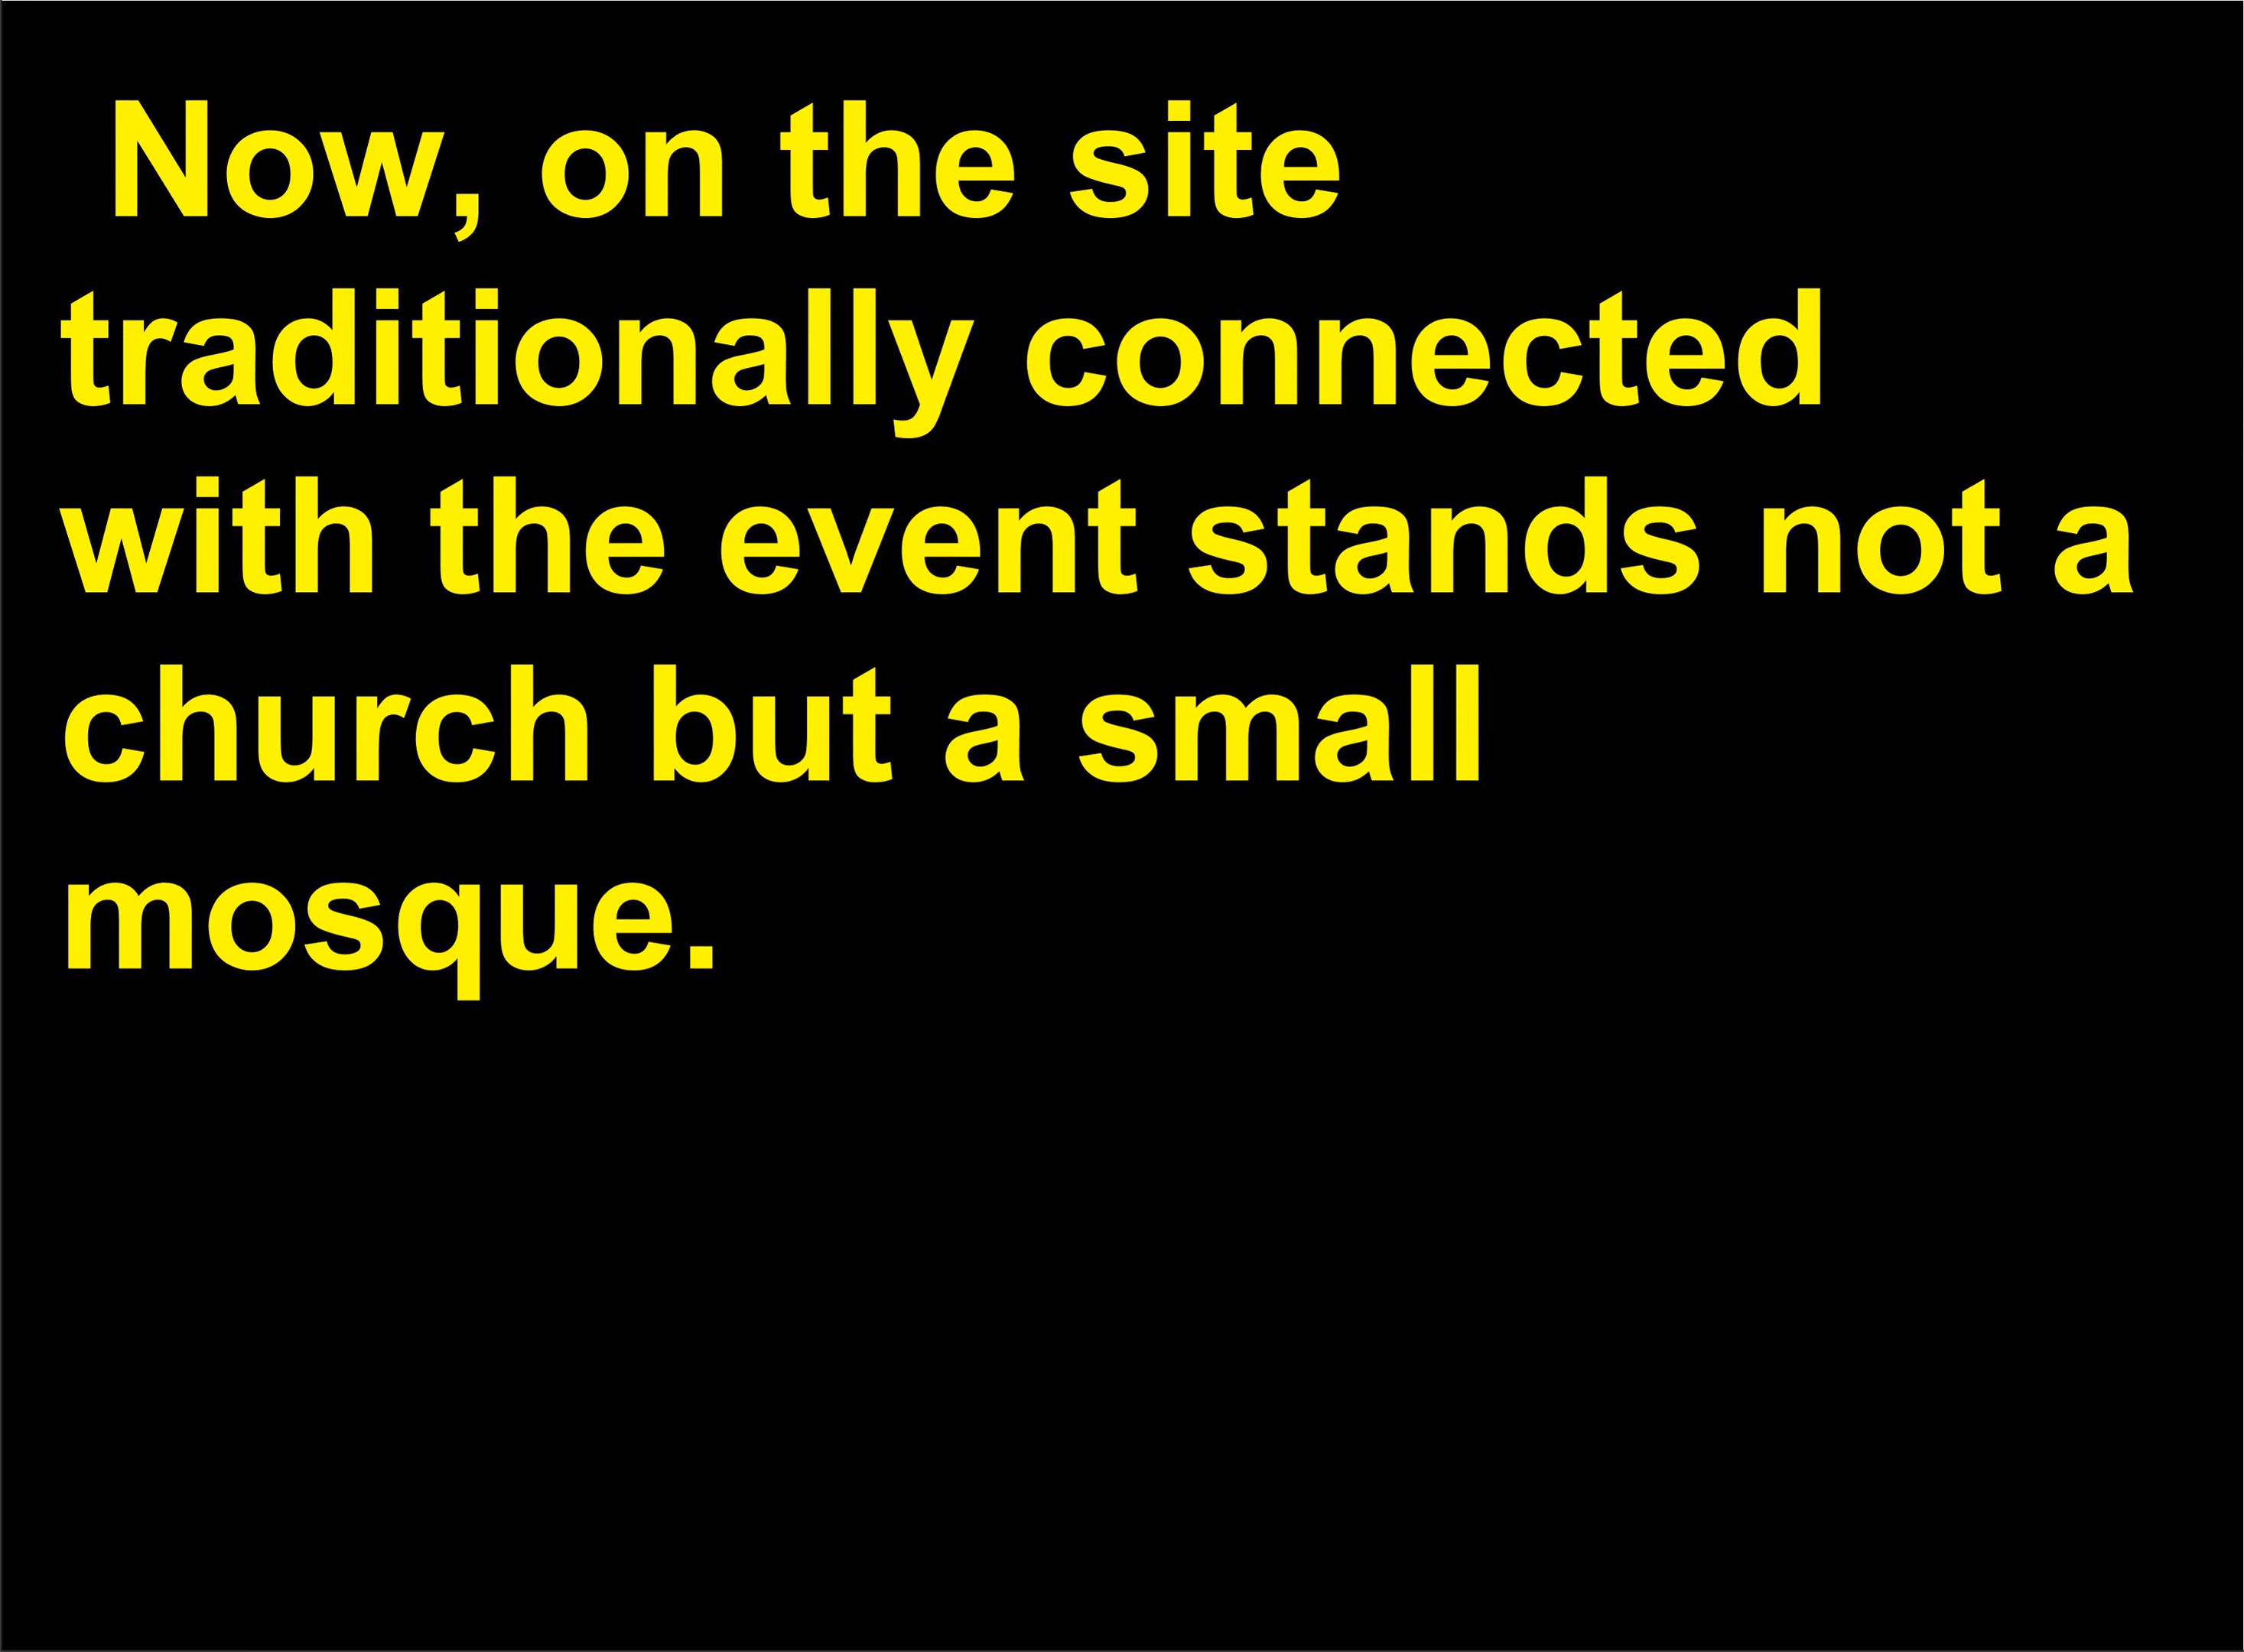 Now, on the site
traditionally connected
with the event stands not a
church but a small
mosque.